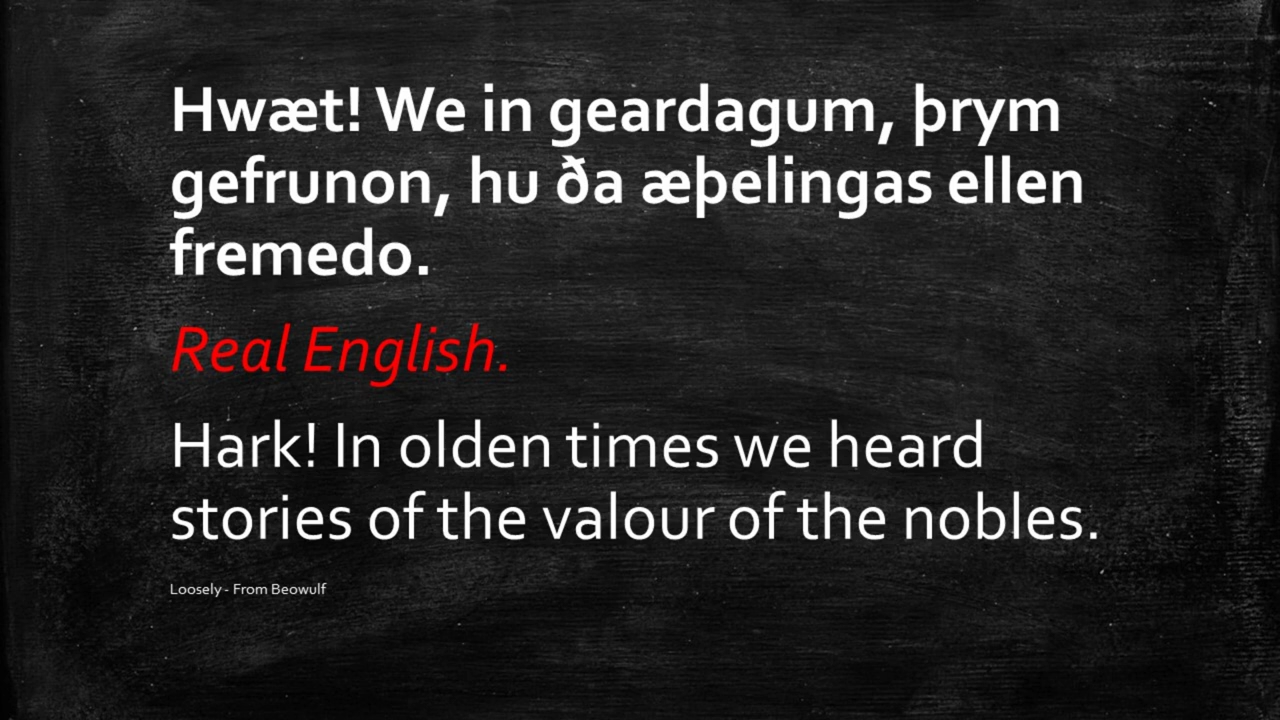 Hwæt! We in geardagum, þrym
gefrunon, hu ða æþelingas ellen
fremedo.
Real English.
Hark! In olden times we heard
stories of the valour of the nobles.
Loosely - From Beowulf